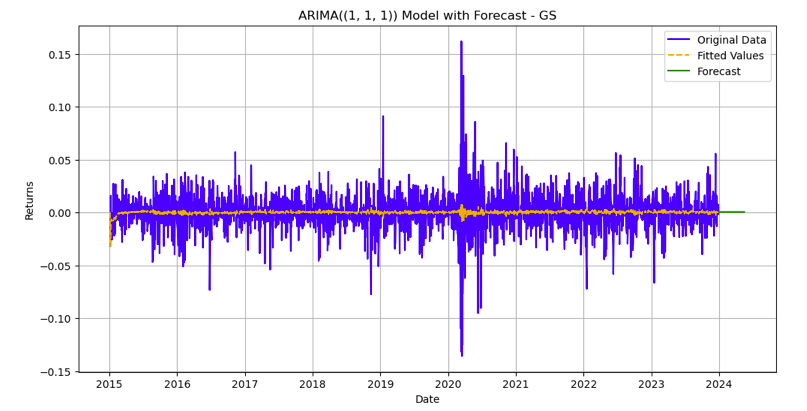 ARIMA((1, 1, 1)) Model with Forecast - GS
Original Data
Fitted Values
Forecast
0.15
0.10
0.05
0.00
−0.05
−0.10
−0.15
Returns
2015 2016 2017 2018 2019 2020 2021 2022 2023 2024
Date